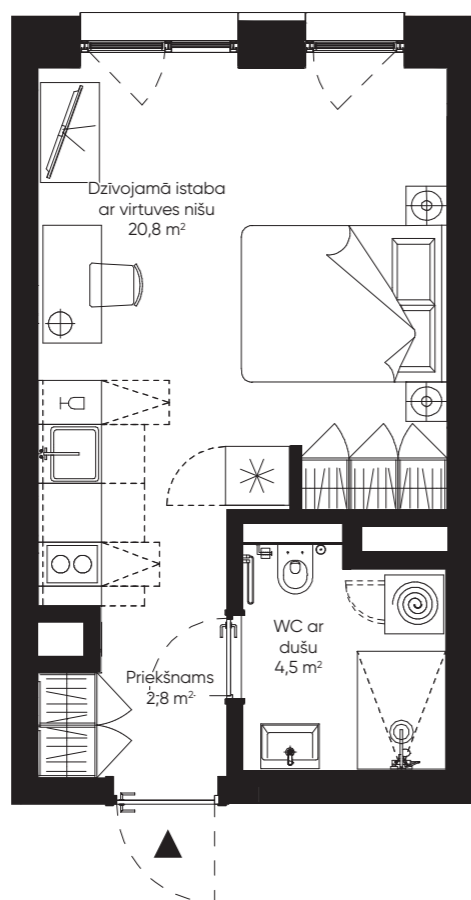 Dzīvojamā istaba
ar virtuves nišu
20,8 m²
WC ar
dušu
4,5 m²
Priekšnams
2,8 m²